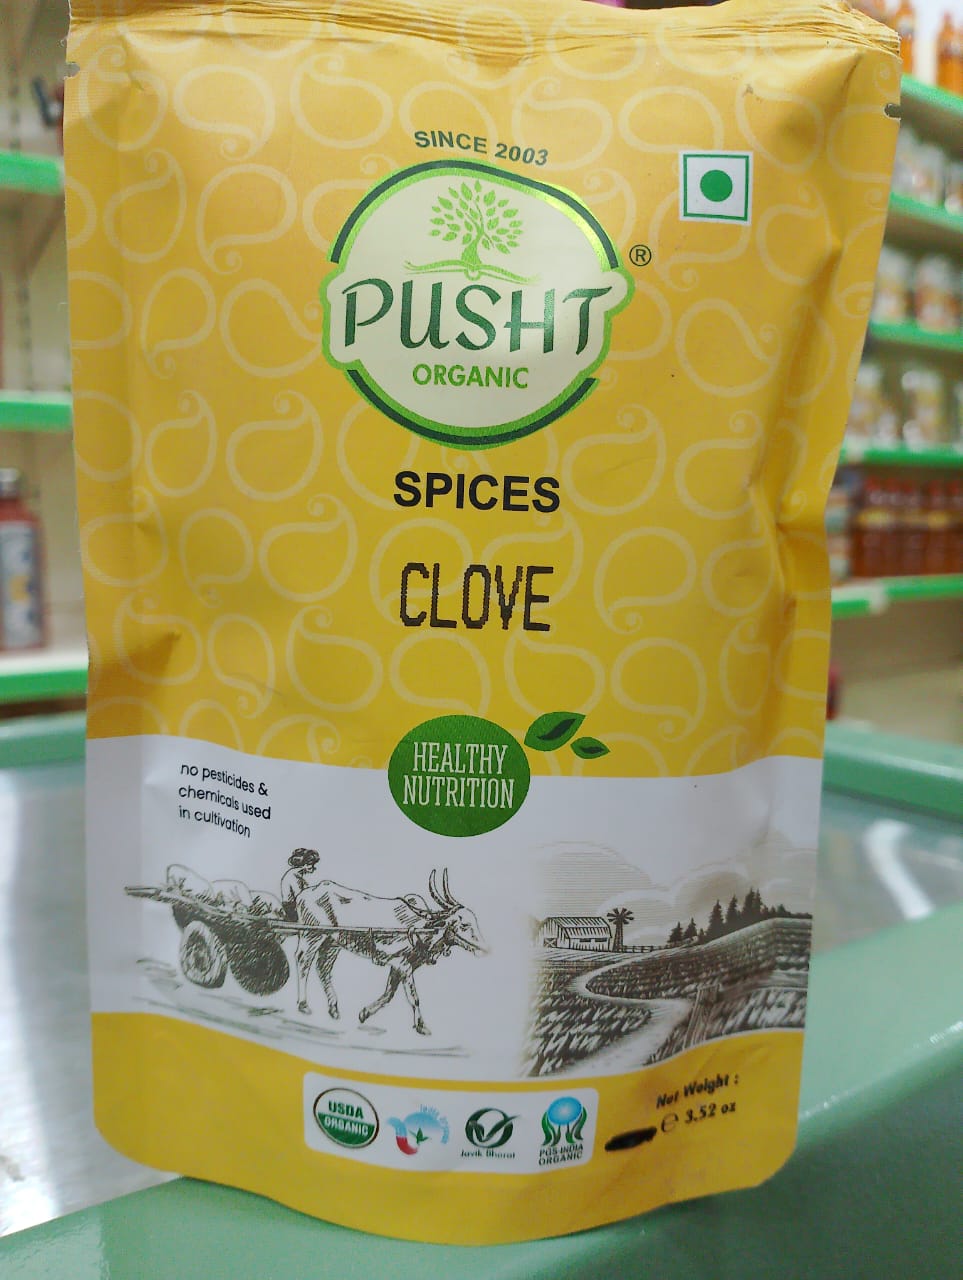 SINCE 2003
PUSHT
®
ORGANIC
SPICES
CLOVE
HEALTHY
NUTRITION
no pesticides &
chemicals used
in cultivation
USDA
ORGANIC
Javik Bharat
PGS-INDIA
ORGANIC
Net Weight :
℮ 3.52 oz